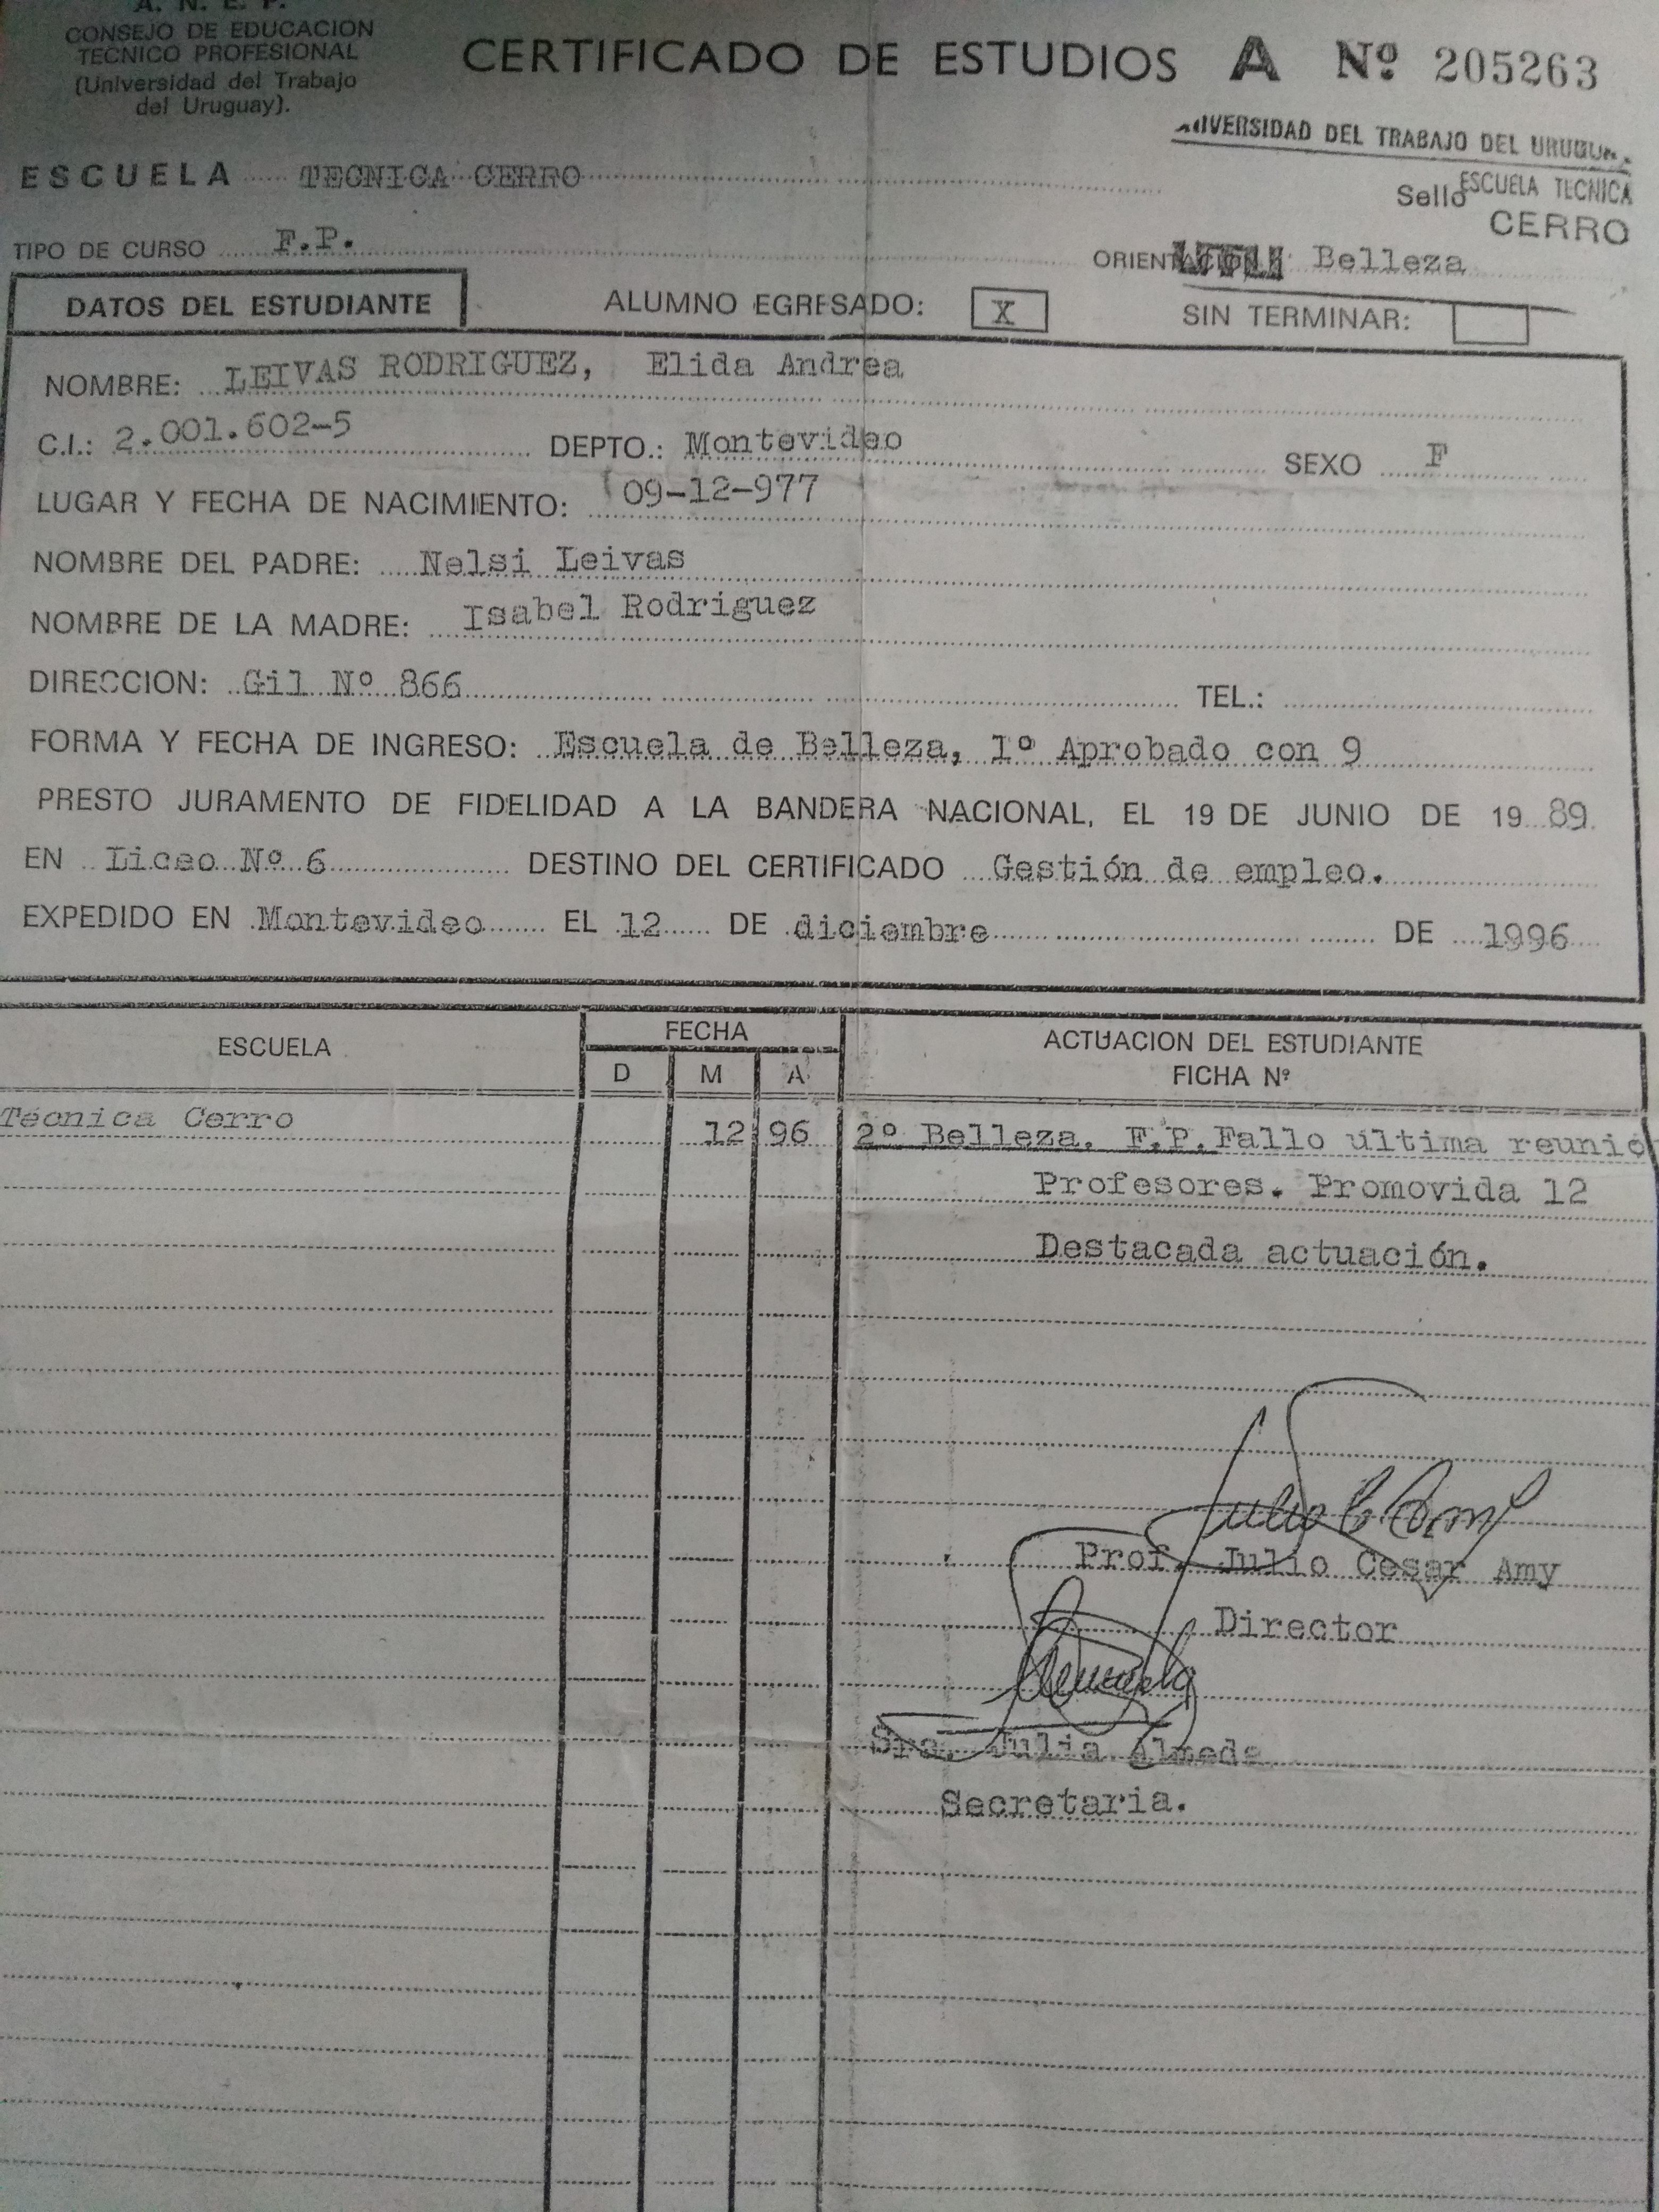 A. N. E. P.
CONSEJO DE EDUCACION
TECNICO PROFESIONAL
(Universidad del Trabajo
del Uruguay).
CERTIFICADO DE ESTUDIOS A Nº 205263
UNIVERSIDAD DEL TRABAJO DEL URUGUAY
ESCUELA TECNICA CERRO
Sello ESCUELA TECNICA
CERRO
TIPO DE CURSO F.P.
ORIENTACION Belleza
DATOS DEL ESTUDIANTE ALUMNO EGRESADO: X SIN TERMINAR:
NOMBRE: LEIVAS RODRIGUEZ, Elida Andrea
C.I.: 2.001.602-5 DEPTO.: Montevideo SEXO F
LUGAR Y FECHA DE NACIMIENTO: 09-12-977
NOMBRE DEL PADRE: Nelsi Leivas
NOMBRE DE LA MADRE: Isabel Rodriguez
DIRECCION: Gil Nº 866 TEL.:
FORMA Y FECHA DE INGRESO: Escuela de Belleza, 1º Aprobado con 9
PRESTO JURAMENTO DE FIDELIDAD A LA BANDERA NACIONAL, EL 19 DE JUNIO DE 19 89
EN Liceo Nº 6 DESTINO DEL CERTIFICADO Gestión de empleo.
EXPEDIDO EN Montevideo EL 12 DE diciembre DE 1996
ESCUELA FECHA ACTUACION DEL ESTUDIANTE
D M A FICHA Nº
Técnica Cerro 12 96 2º Belleza. F.P. Fallo última reunió
Profesores. Promovida 12
Destacada actuación.
Prof. Julio Cesar Amy
Director
Sra. Julia Almeda
Secretaria.